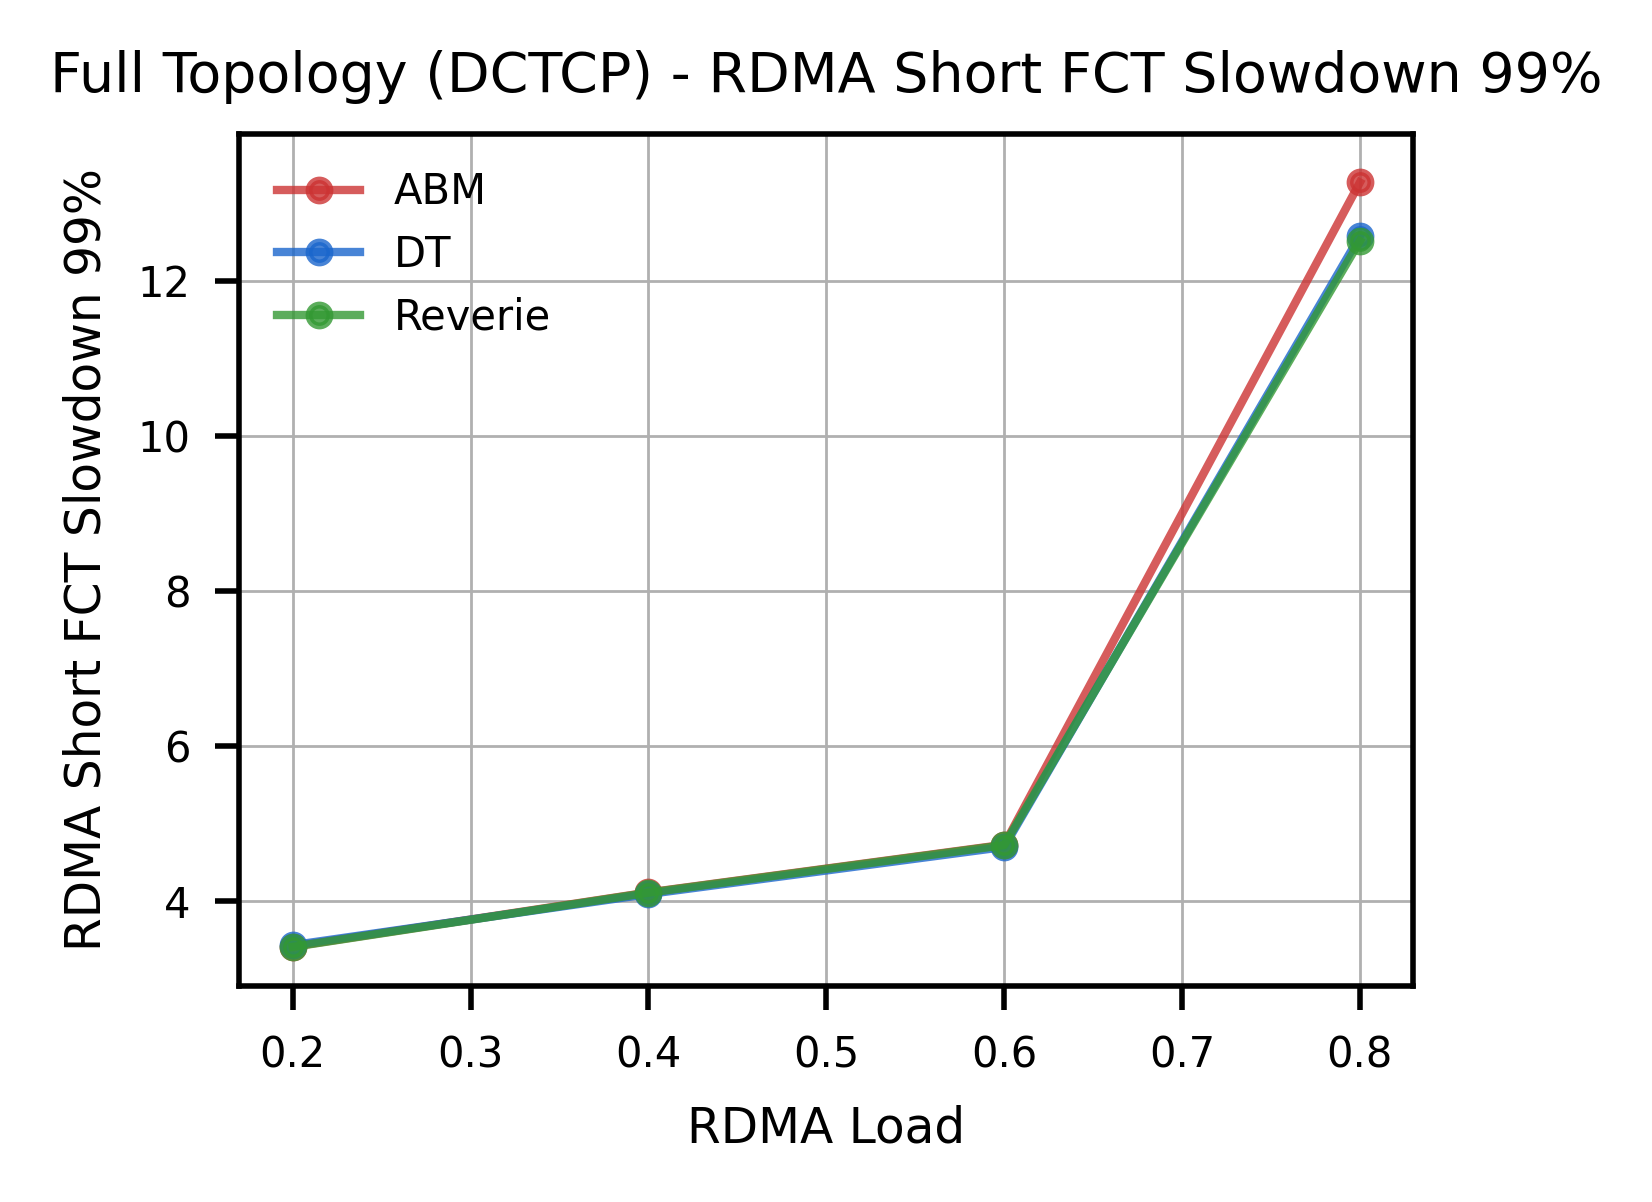 Full Topology (DCTCP) - RDMA Short FCT Slowdown 99%
RDMA Short FCT Slowdown 99%
ABM
DT
Reverie
12
10
8
6
4
0.2 0.3 0.4 0.5 0.6 0.7 0.8
RDMA Load